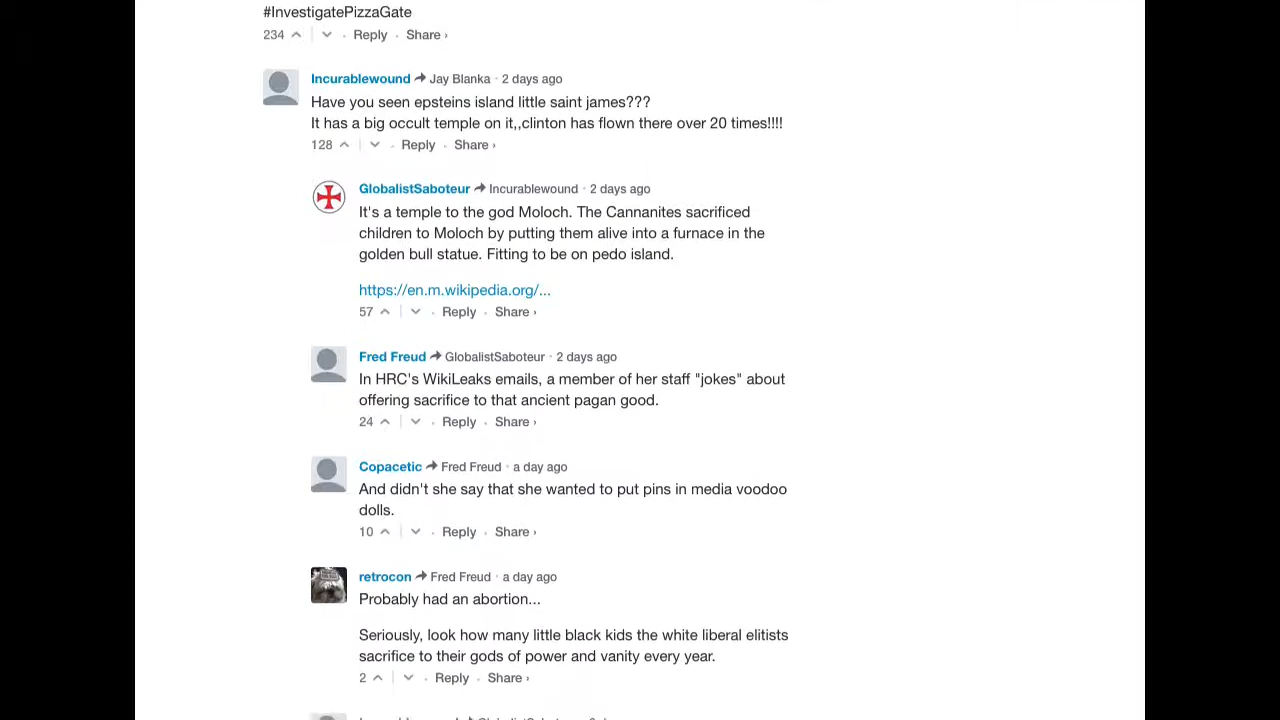 #InvestigatePizzaGate
234 Reply Share ›
Incurablewound Jay Blanka · 2 days ago
Have you seen epsteins island little saint james???
It has a big occult temple on it,,clinton has flown there over 20 times!!!!
128 Reply Share ›
GlobalistSaboteur Incurablewound · 2 days ago
It's a temple to the god Moloch. The Cannanites sacrificed
children to Moloch by putting them alive into a furnace in the
golden bull statue. Fitting to be on pedo island.
https://en.m.wikipedia.org/...
57 Reply Share ›
Fred Freud GlobalistSaboteur · 2 days ago
In HRC's WikiLeaks emails, a member of her staff "jokes" about
offering sacrifice to that ancient pagan good.
24 Reply Share ›
Copacetic Fred Freud · a day ago
And didn't she say that she wanted to put pins in media voodoo
dolls.
10 Reply Share ›
retrocon Fred Freud · a day ago
Probably had an abortion...
Seriously, look how many little black kids the white liberal elitists
sacrifice to their gods of power and vanity every year.
2 Reply Share ›